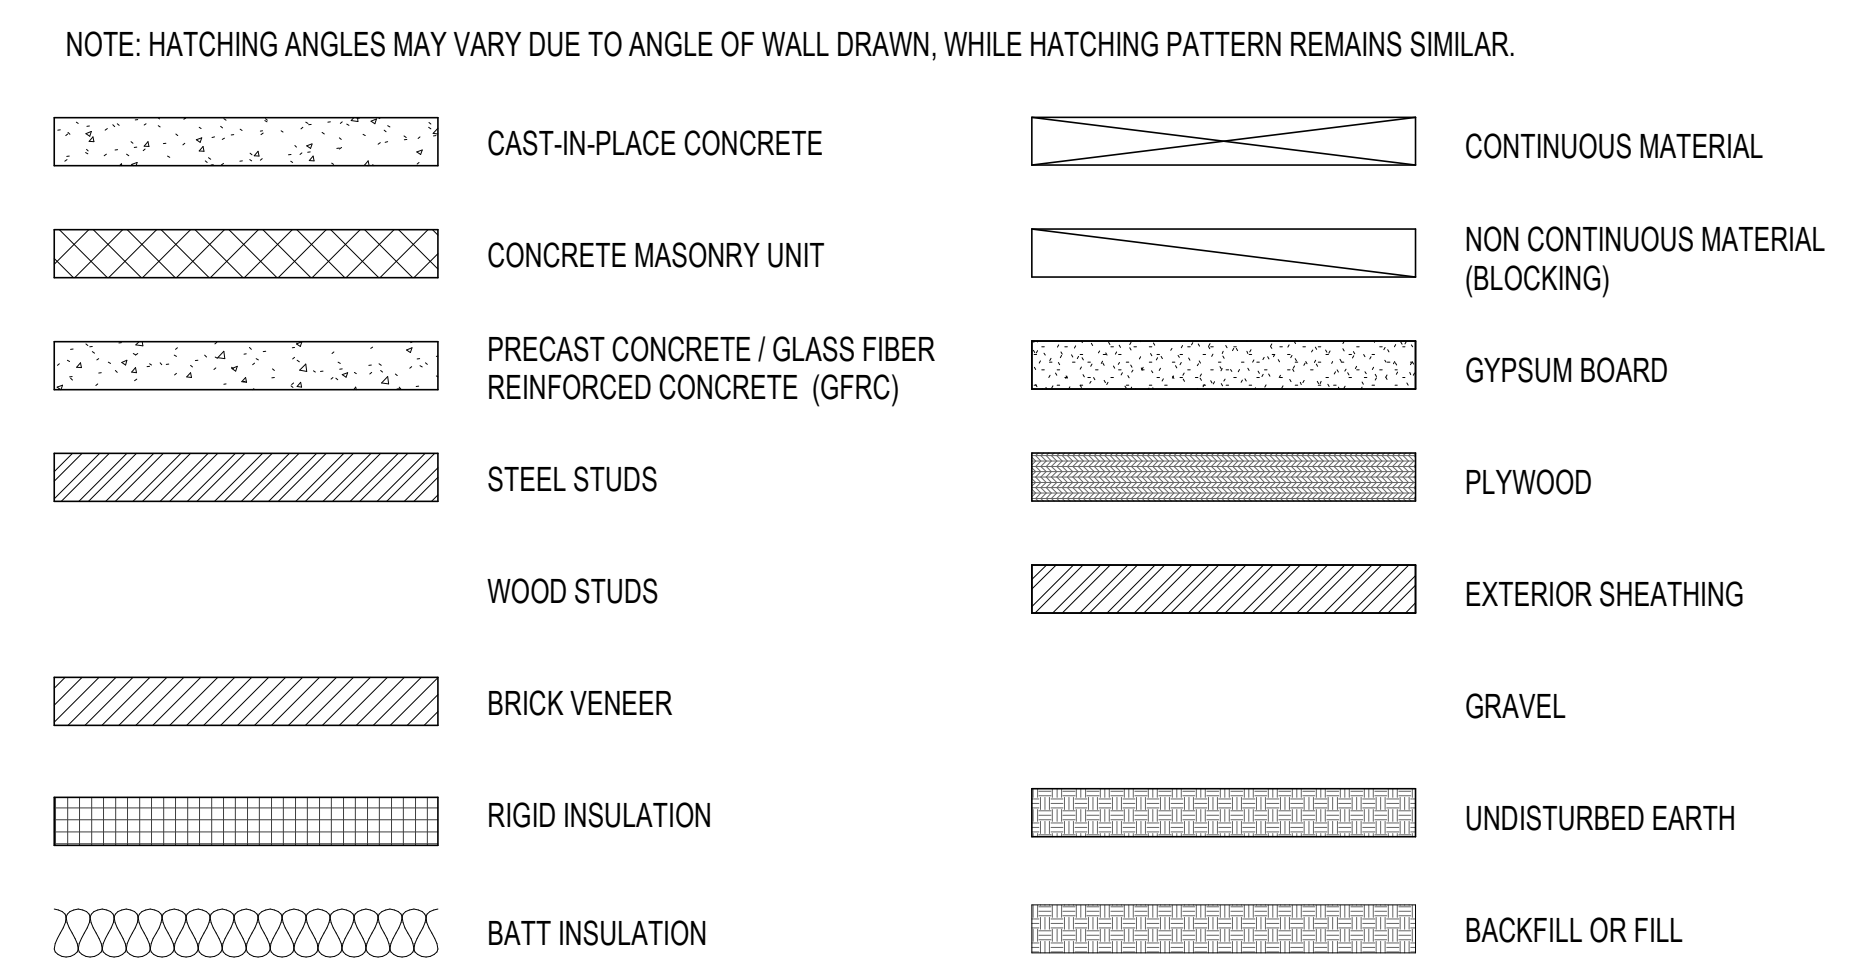 NOTE: HATCHING ANGLES MAY VARY DUE TO ANGLE OF WALL DRAWN, WHILE HATCHING PATTERN REMAINS SIMILAR.
CAST-IN-PLACE CONCRETE
CONCRETE MASONRY UNIT
PRECAST CONCRETE / GLASS FIBER
REINFORCED CONCRETE (GFRC)
STEEL STUDS
WOOD STUDS
BRICK VENEER
RIGID INSULATION
BATT INSULATION
CONTINUOUS MATERIAL
NON CONTINUOUS MATERIAL
(BLOCKING)
GYPSUM BOARD
PLYWOOD
EXTERIOR SHEATHING
GRAVEL
UNDISTURBED EARTH
BACKFILL OR FILL